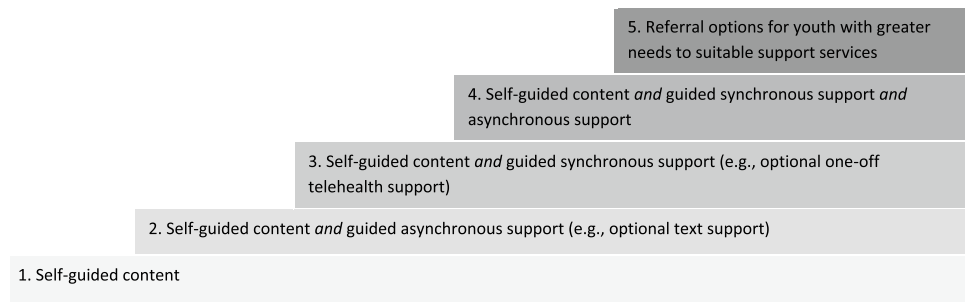 5. Referral options for youth with greater
needs to suitable support services
4. Self-guided content and guided synchronous support and
asynchronous support
3. Self-guided content and guided synchronous support (e.g., optional one-off
telehealth support)
2. Self-guided content and guided asynchronous support (e.g., optional text support)
1. Self-guided content